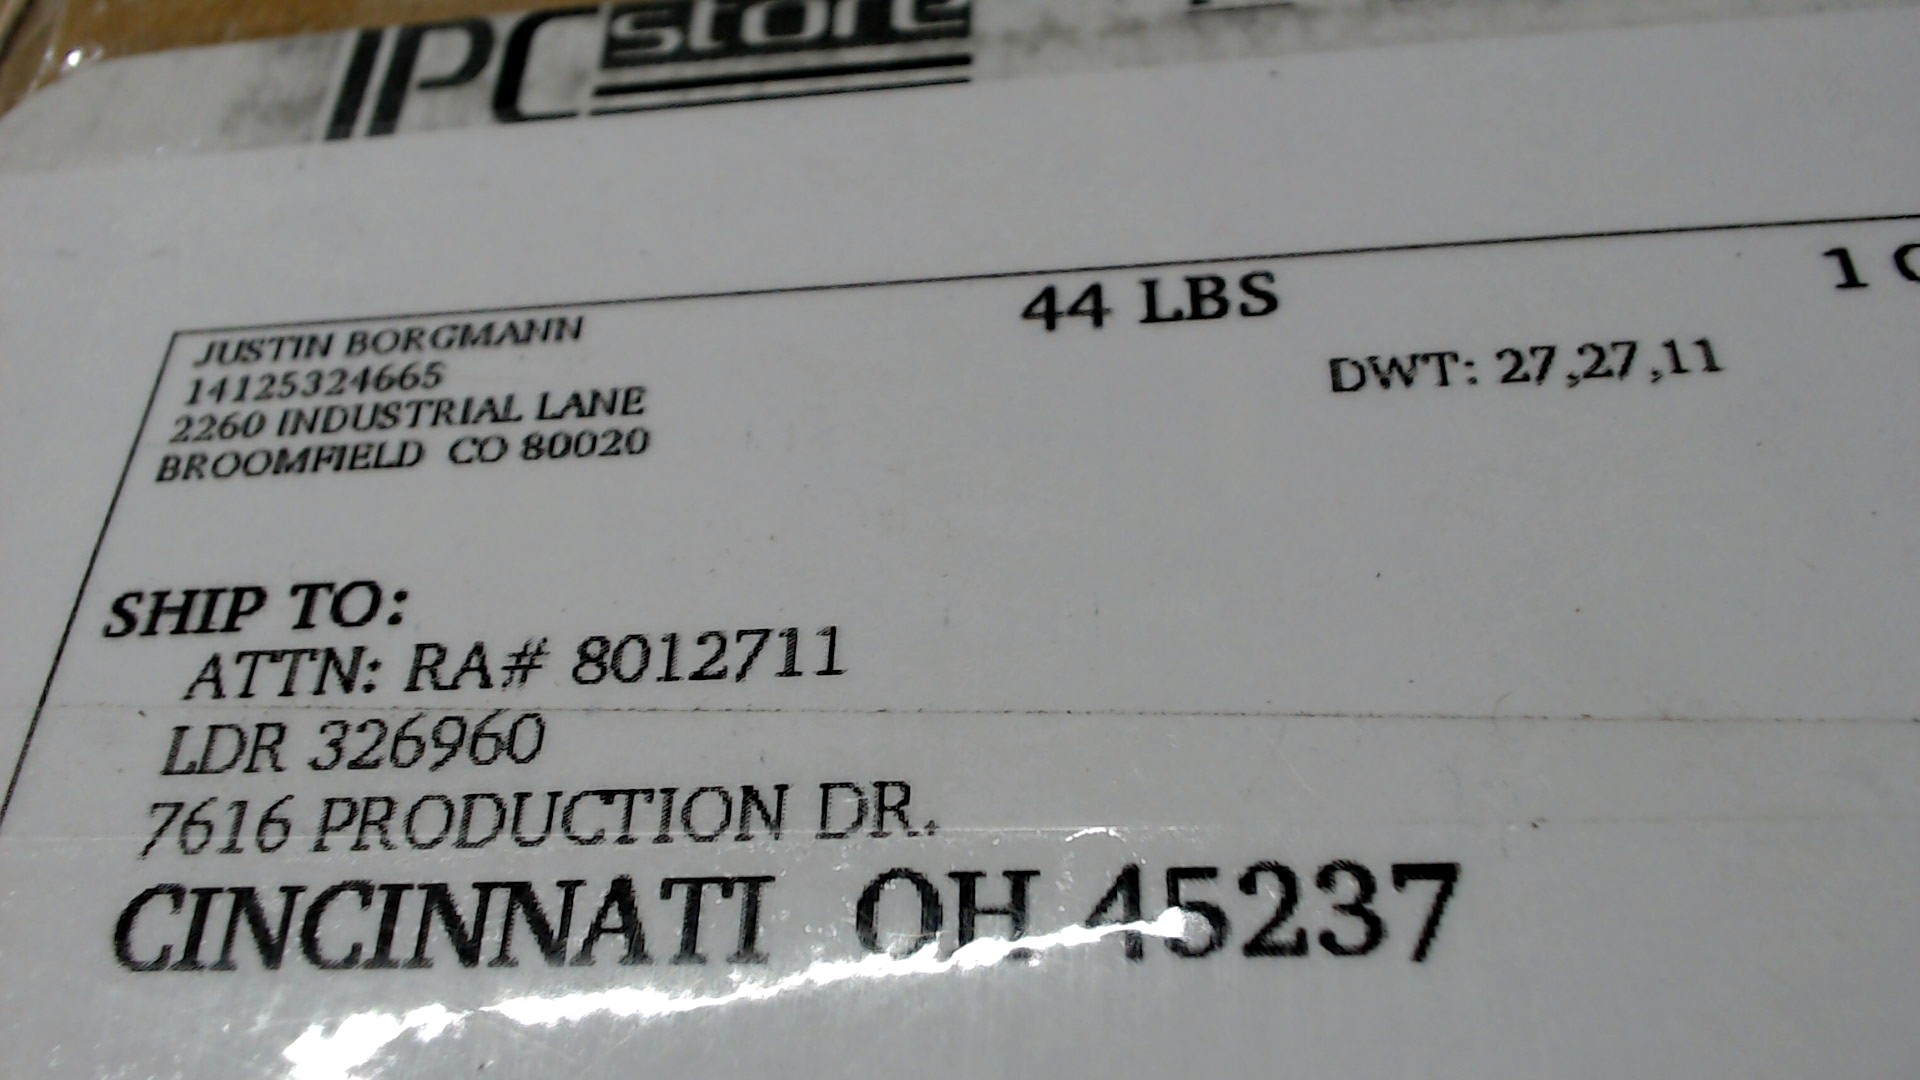 IPC store
JUSTIN BORGMANN
14125324665
2260 INDUSTRIAL LANE
BROOMFIELD CO 80020
44 LBS
1
DWT: 27,27,11
SHIP TO:
ATTN: RA# 8012711
LDR 326960
7616 PRODUCTION DR.
CINCINNATI OH 45237